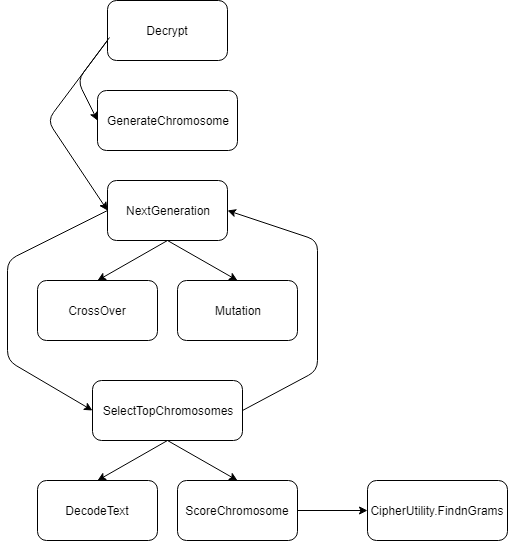 Decrypt
GenerateChromosome
NextGeneration
CrossOver
Mutation
SelectTopChromosomes
DecodeText
ScoreChromosome
CipherUtility.FindnGrams